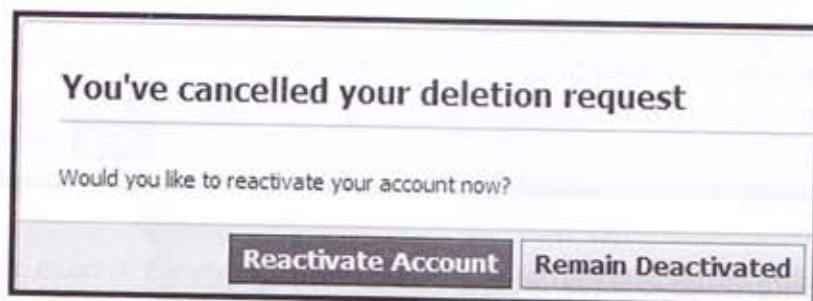 You've cancelled your deletion request
Would you like to reactivate your account now?
Reactivate Account
Remain Deactivated